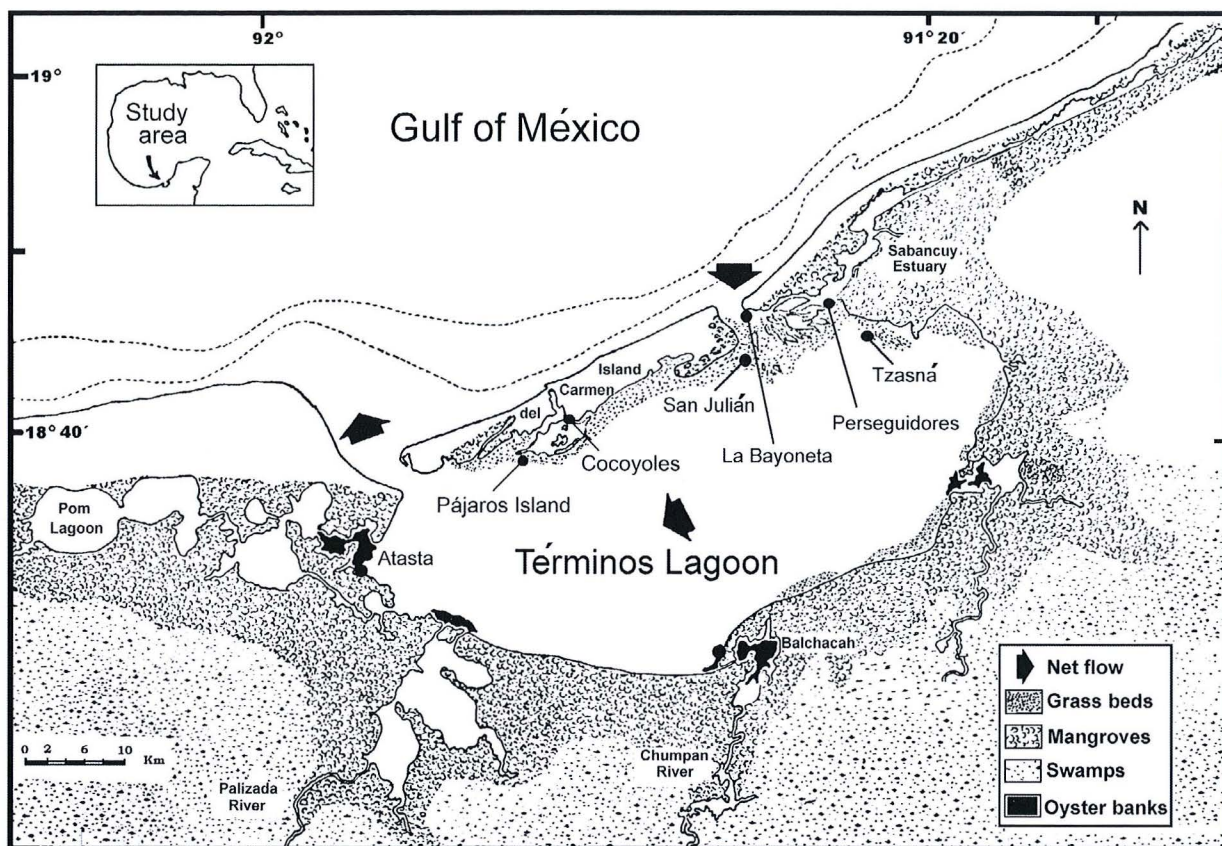 92°
91° 20'
19°
Study
area
Gulf of México
N
Sabancuy
Estuary
Island
Carmen
del
Tzasná
San Julián
Perseguidores
18°40´
La Bayoneta
Cocoyoles
Pájaros Island
Pom
Lagoon
Atasta
Términos Lagoon
Balchacah
Net flow
Grass beds
Mangroves
Swamps
Oyster banks
0 2 4 6 10
Km
Chumpan
River
Palizada
River